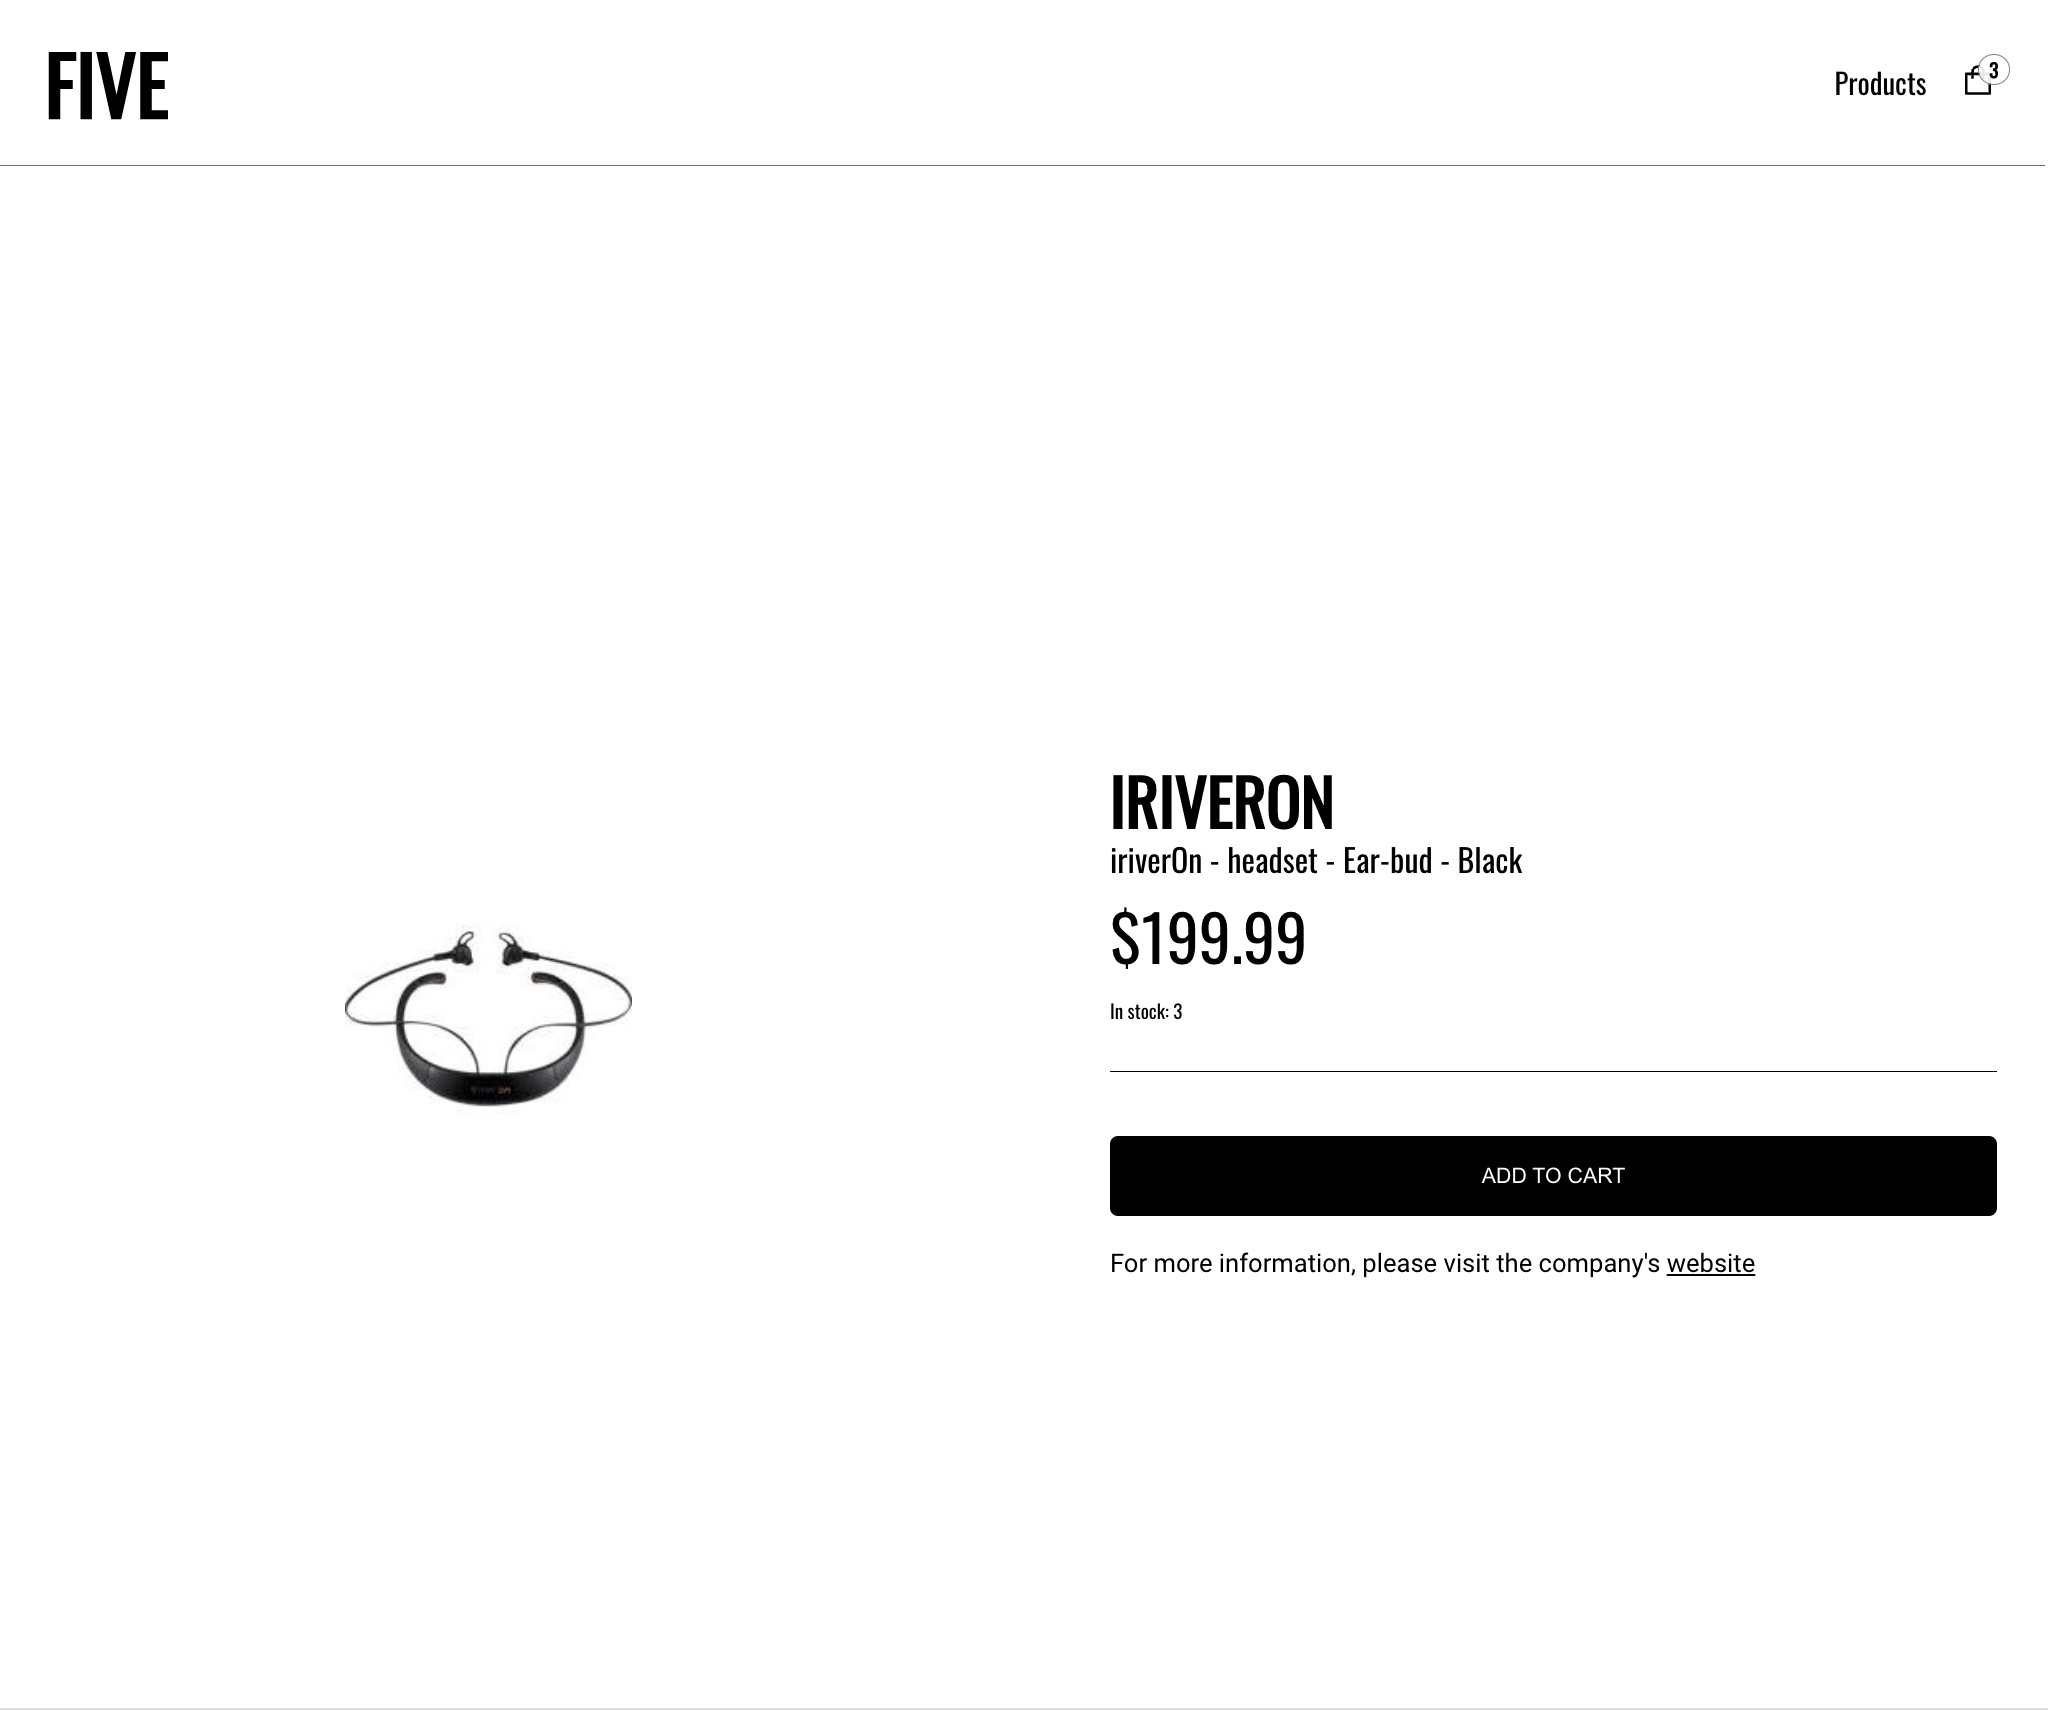 FIVE
Products
3
IRIVERON
iriverOn - headset - Ear-bud - Black
$199.99
In stock: 3
ADD TO CART
For more information, please visit the company's website